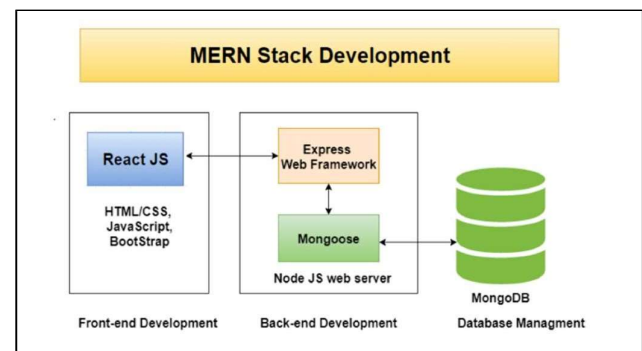 MERN Stack Development
React JS
HTML/CSS,
JavaScript,
BootStrap
Front-end Development
Express
Web Framework
Mongoose
Node JS web server
Back-end Development
MongoDB
Database Managment